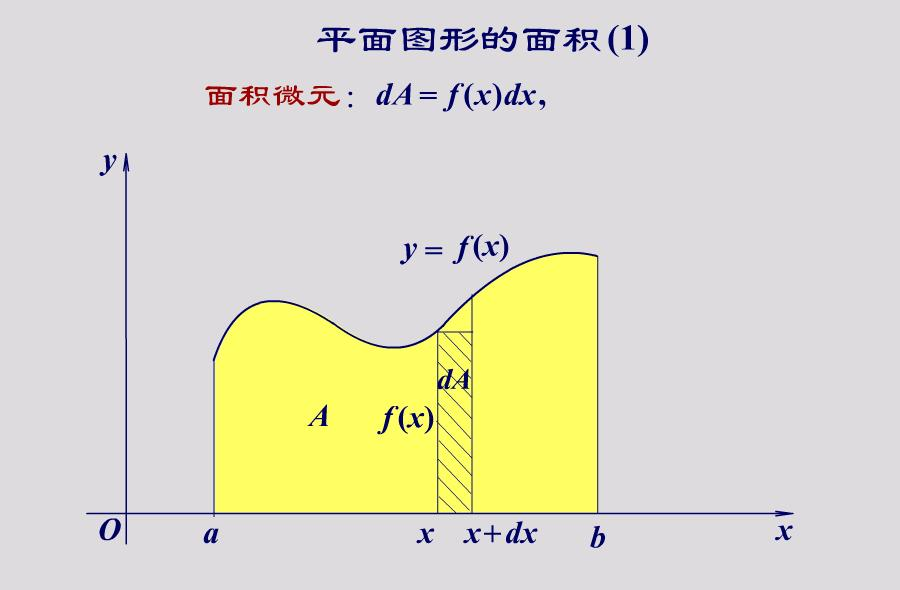 平面图形的面积(1)
面积微元：dA = f(x)dx,
y
y = f(x)
dA
A f(x)
O a x x+dx b x